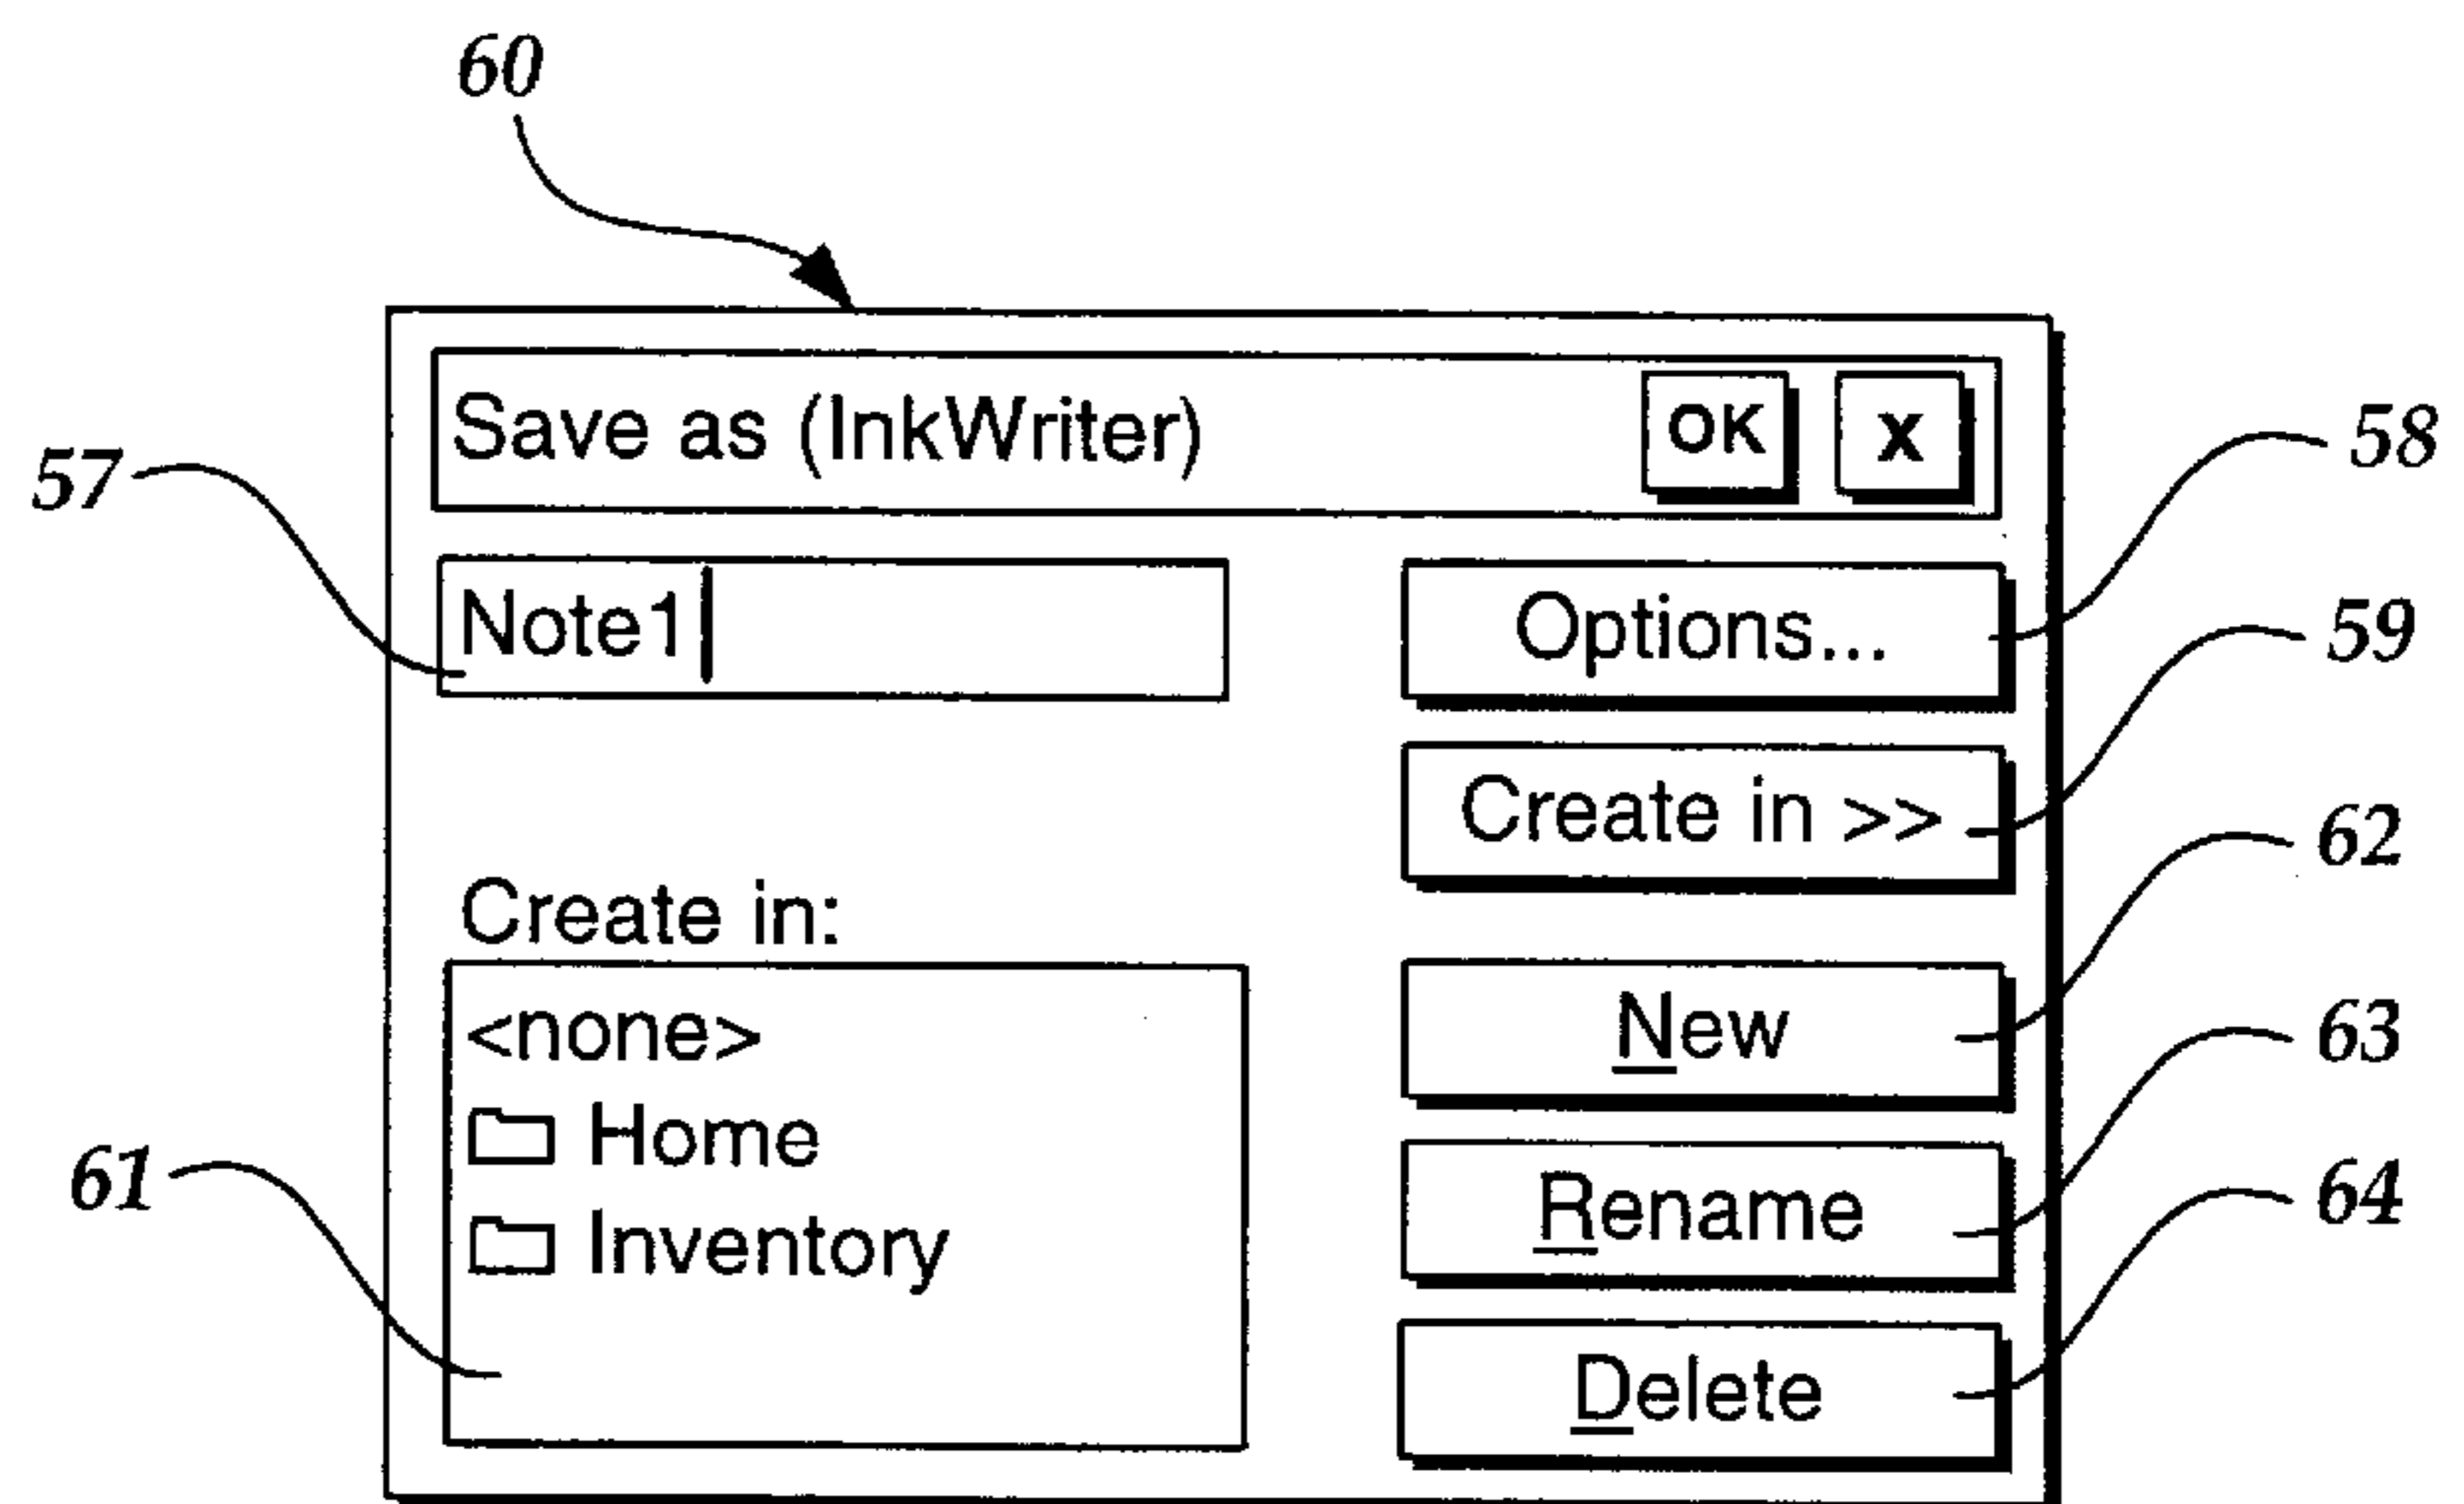 60
Save as (InkWriter) OK X
57
58
Note1
Options...
59
Create in >>
62
Create in:
<none>
New
63
Home
61
Rename
64
Inventory
Delete